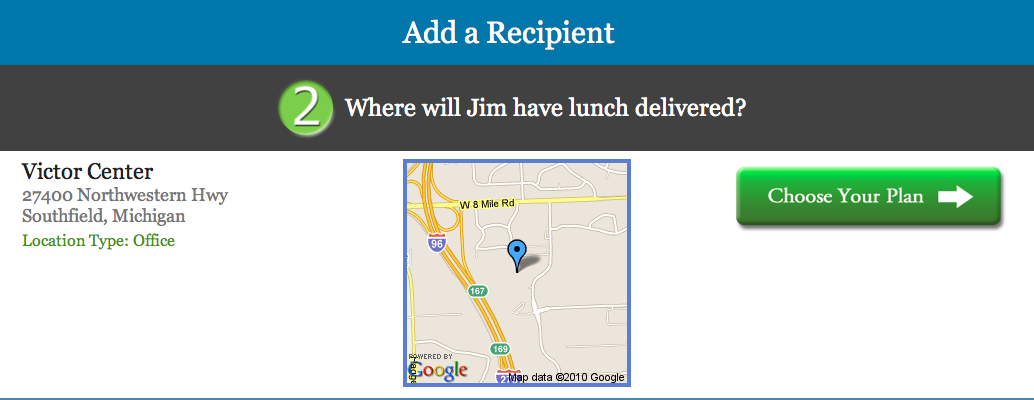 Add a Recipient
2 Where will Jim have lunch delivered?
Victor Center
27400 Northwestern Hwy
Southfield, Michigan
Location Type: Office
W 8 Mile Rd
96
167
169
POWERED BY
Google
Map data ©2010 Google
Choose Your Plan